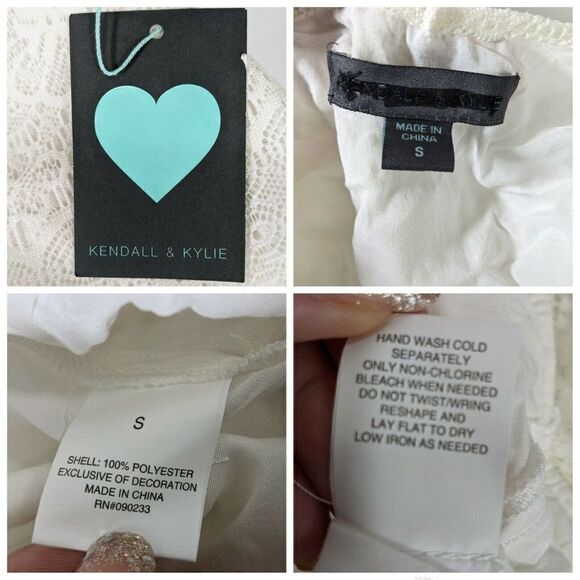 KENDALL & KYLIE
MADE IN
CHINA
S
S
SHELL: 100% POLYESTER
EXCLUSIVE OF DECORATION
MADE IN CHINA
RN#090233
HAND WASH COLD
SEPARATELY
ONLY NON-CHLORINE
BLEACH WHEN NEEDED
DO NOT TWIST/WRING
RESHAPE AND
LAY FLAT TO DRY
LOW IRON AS NEEDED